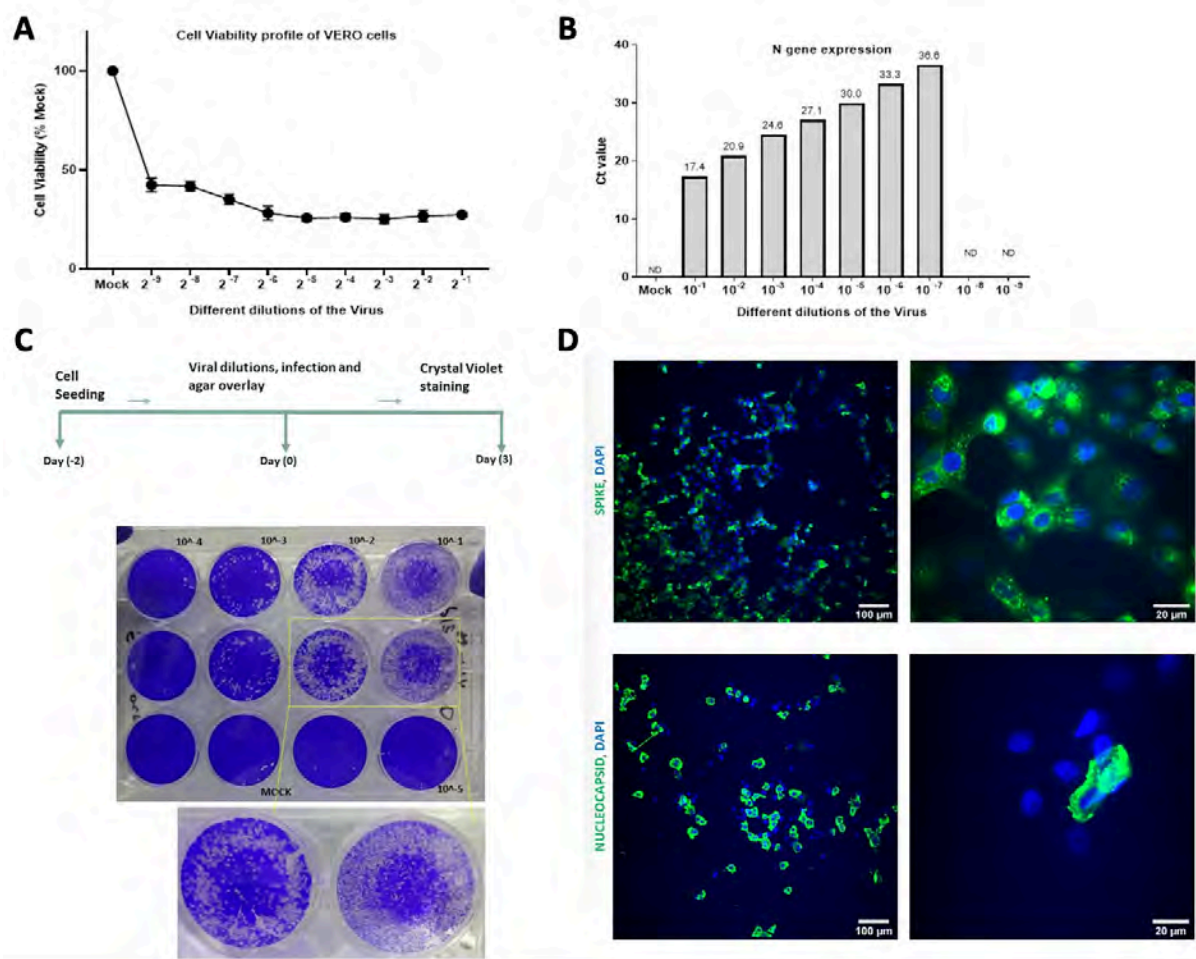 A
Cell Viability profile of VERO cells
Cell Viability (% Mock)
100
50
0
Mock 2^-9 2^-8 2^-7 2^-6 2^-5 2^-4 2^-3 2^-2 2^-1
Different dilutions of the Virus
B
N gene expression
Ct value
40
30
20
10
0
ND 17.4 20.9 24.6 27.1 30.0 33.3 36.6 ND ND
Mock 10^-1 10^-2 10^-3 10^-4 10^-5 10^-6 10^-7 10^-8 10^-9
Different dilutions of the Virus
C
Cell
Seeding
Viral dilutions, infection and
agar overlay
Crystal Violet
staining
Day (-2) Day (0) Day (3)
10^-4 10^-3 10^-2 10^-1
MOCK 10^-5
D
SPIKE, DAPI
100 µm 20 µm
NUCLEOCAPSID, DAPI
100 µm 20 µm